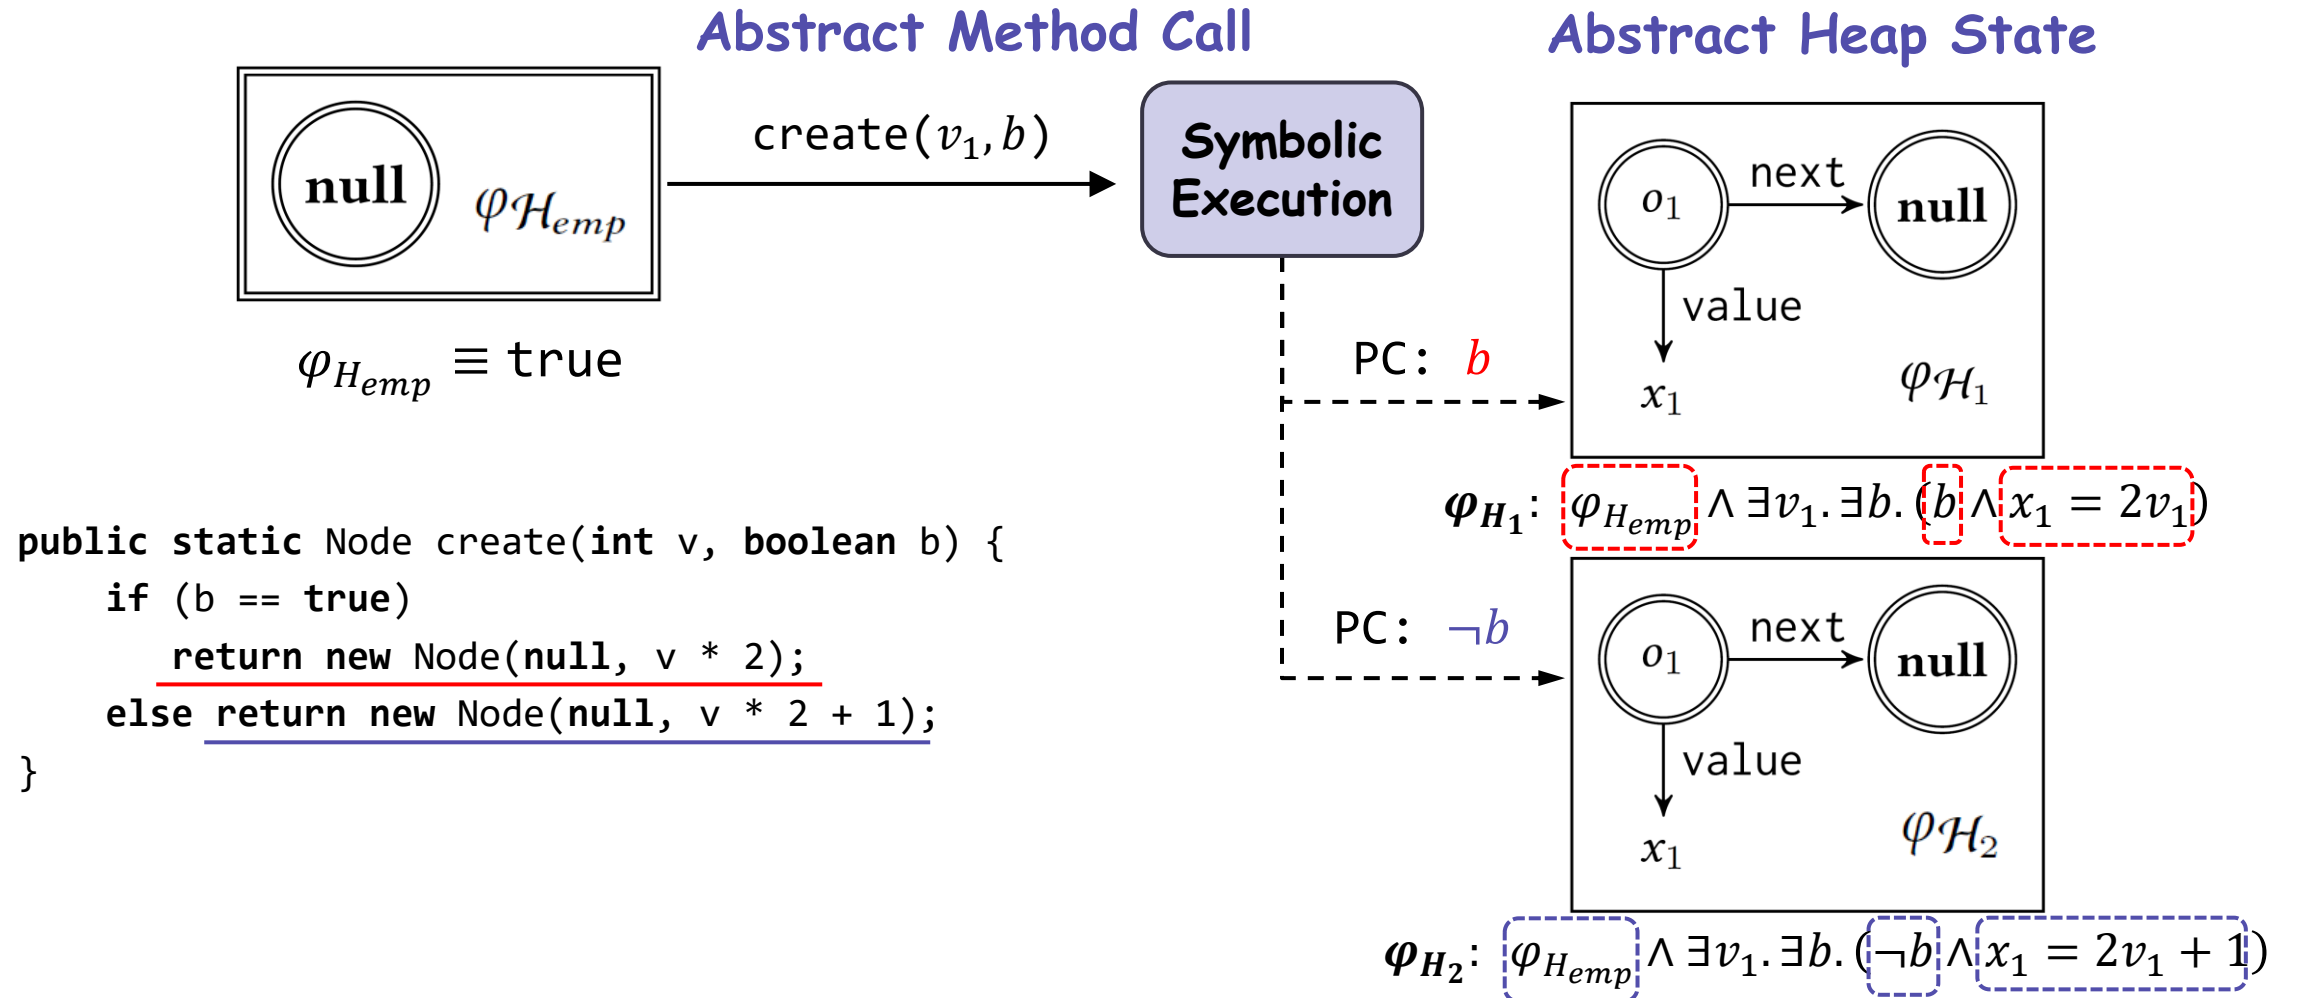 Abstract Method Call
Abstract Heap State
null
φ𝓗emp
create(v₁, b)
Symbolic
Execution
φHemp ≡ true
o₁
next
null
value
x₁
φ𝓗₁
PC: b
φH₁: φHemp ∧ ∃v₁.∃b.(b ∧ x₁ = 2v₁)
public static Node create(int v, boolean b) {
if (b == true)
return new Node(null, v * 2);
else return new Node(null, v * 2 + 1);
}
PC: ¬b
o₁
next
null
value
x₁
φ𝓗₂
φH₂: φHemp ∧ ∃v₁.∃b.(¬b ∧ x₁ = 2v₁ + 1)